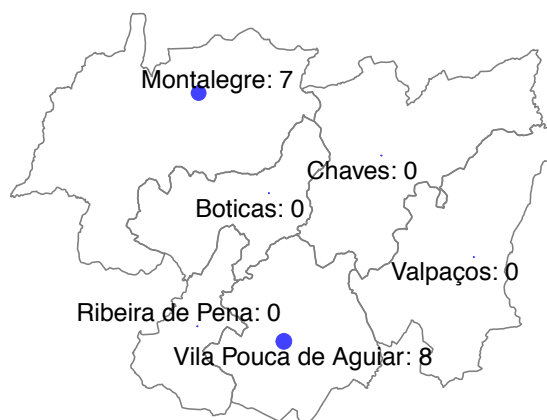 Montalegre: 7
Chaves: 0
Boticas: 0
Valpaços: 0
Ribeira de Pena: 0
Vila Pouca de Aguiar: 8